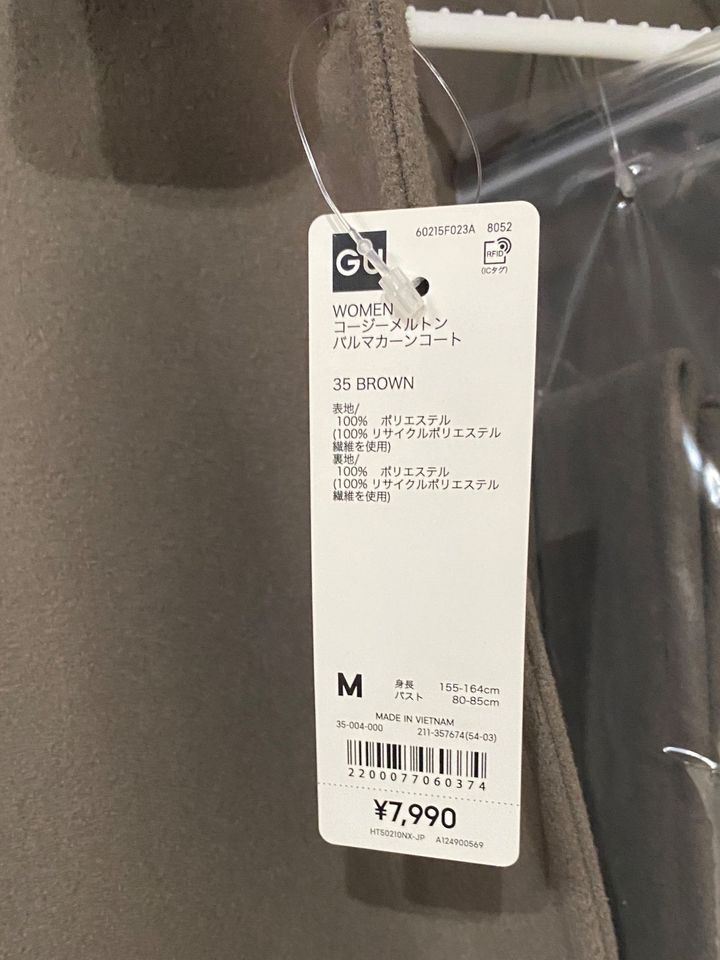 60215F023A 8052
GU
RFID
(ICタグ)
WOMEN
コージーメルトン
バルマカーンコート
35 BROWN
表地/
100% ポリエステル
(100% リサイクルポリエステル
繊維を使用)
裏地/
100% ポリエステル
(100% リサイクルポリエステル
繊維を使用)
M 身長 155-164cm
バスト 80-85cm
MADE IN VIETNAM
35-004-000 211-357674(54-03)
2200077060374
¥7,990
HT50210NX-JP A124900569